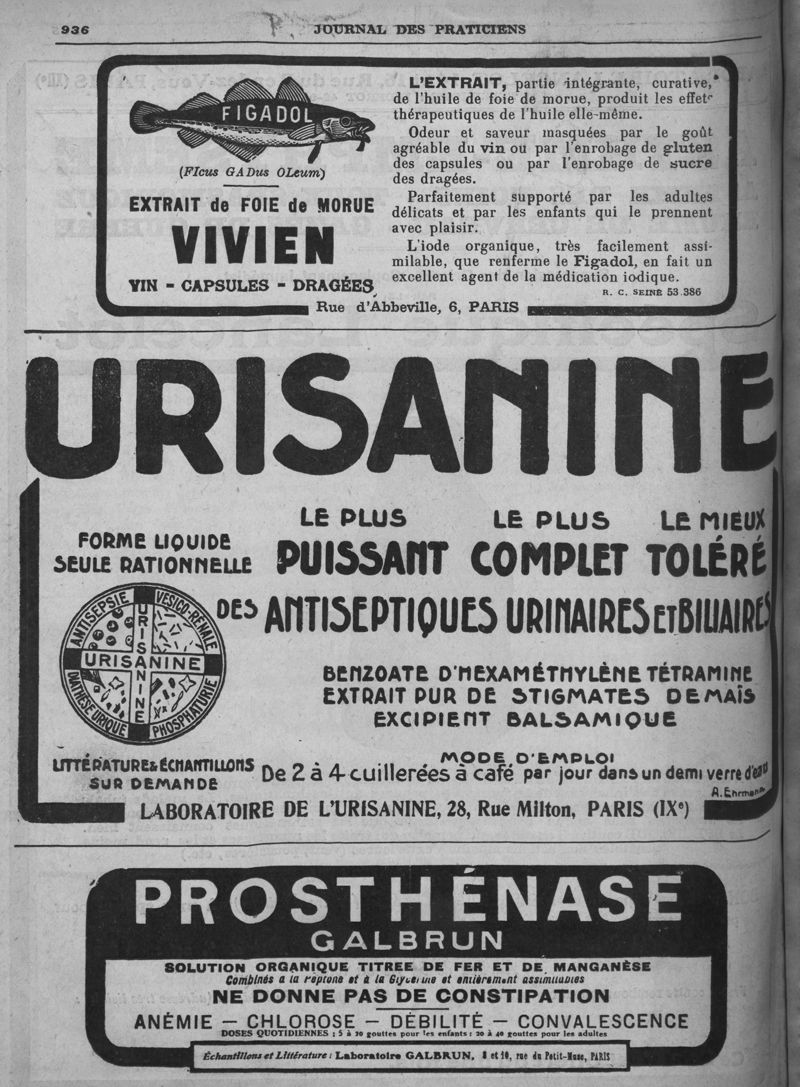 936
JOURNAL DES PRATICIENS
FIGADOL
(FIcus GADus OLeum)
EXTRAIT de FOIE de MORUE
VIVIEN
VIN - CAPSULES - DRAGÉES
L'EXTRAIT, partie intégrante, curative,
de l'huile de foie de morue, produit les effets
thérapeutiques de l'huile elle-même.
Odeur et saveur masquées par le goût
agréable du vin ou par l'enrobage de gluten
des capsules ou par l'enrobage de sucre
des dragées.
Parfaitement supporté par les adultes
délicats et par les enfants qui le prennent
avec plaisir.
L'iode organique, très facilement assi-
milable, que renferme le Figadol, en fait un
excellent agent de la médication iodique.
R. C. SEINE 53.386
Rue d'Abbeville, 6, PARIS
URISANINE
FORME LIQUIDE
SEULE RATIONNELLE
LE PLUS LE PLUS LE MIEUX
PUISSANT COMPLET TOLÉRÉ
DES ANTISEPTIQUES URINAIRES ET BILIAIRES
ANTISEPSIE VÉSICO-RÉNALE
URISANINE
URISANINE
DIATHÈSE URIQUE PHOSPHATURIE
BENZOATE D'HEXAMÉTHYLÈNE TÉTRAMINE
EXTRAIT PUR DE STIGMATES DE MAÏS
EXCIPIENT BALSAMIQUE
LITTÉRATURE & ÉCHANTILLONS
SUR DEMANDE
MODE D'EMPLOI
De 2 à 4 cuillerées à café par jour dans un demi verre d'eau
A. Ehrmann
LABORATOIRE DE L'URISANINE, 28, Rue Milton, PARIS (IXe)
PROSTHÉNASE
GALBRUN
SOLUTION ORGANIQUE TITREE DE FER ET DE MANGANÈSE
Combinés a la peptone et à la Glycérine et entièrement assimilables
NE DONNE PAS DE CONSTIPATION
ANÉMIE — CHLOROSE — DÉBILITÉ — CONVALESCENCE
DOSES QUOTIDIENNES : 5 à 20 gouttes pour les enfants : 20 à 40 gouttes pour les adultes
Échantillons et Littérature : Laboratoire GALBRUN, 8 et 10, rue du Petit-Musc, PARIS